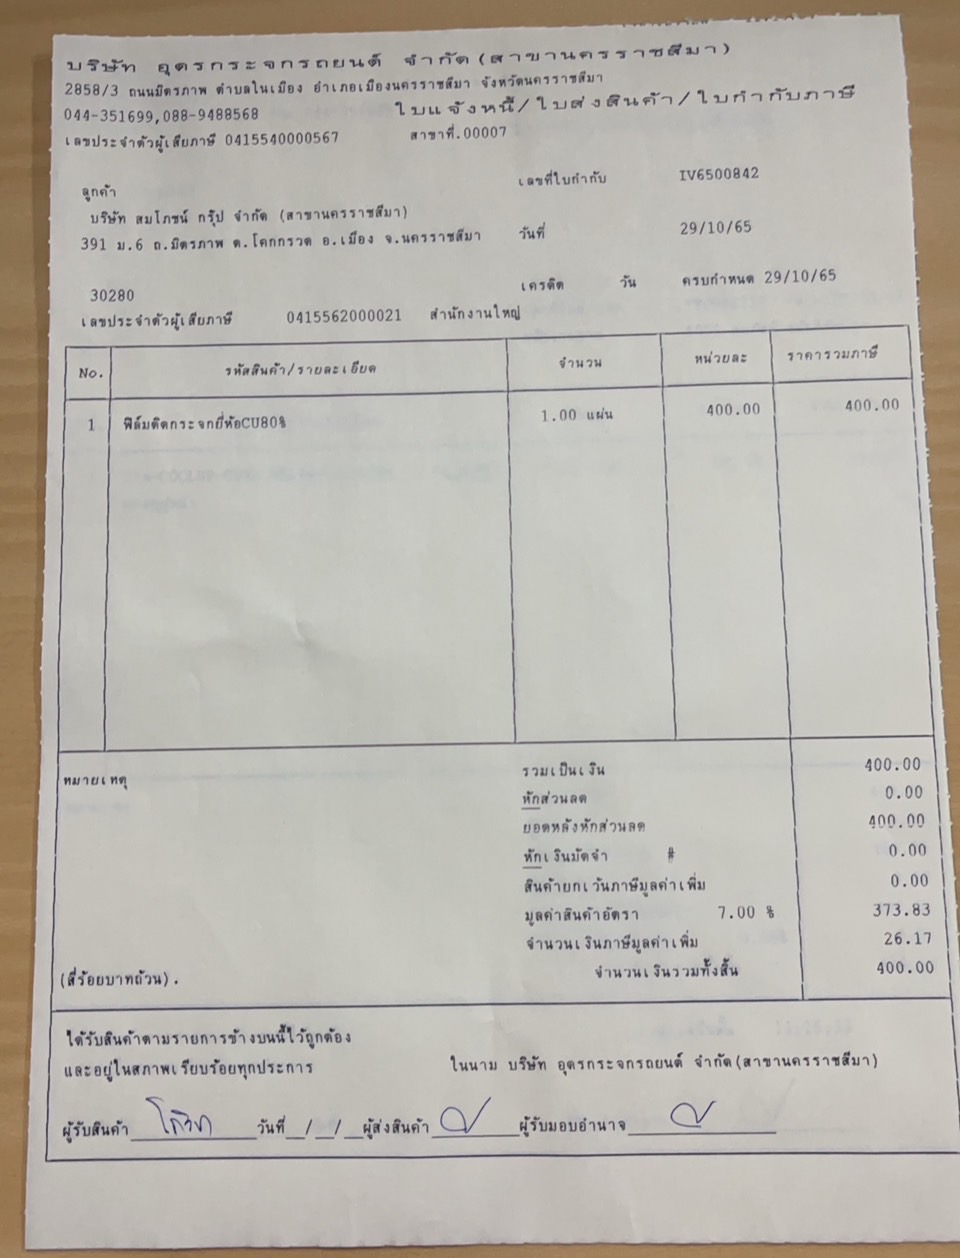 บริษัท อุดรกระจกรถยนต์ จำกัด(สาขานครราชสีมา)
2858/3 ถนนมิตรภาพ ตำบลในเมือง อำเภอเมืองนครราชสีมา จังหวัดนครราชสีมา
044-351699,088-9488568 ใบแจ้งหนี้/ใบส่งสินค้า/ใบกำกับภาษี
เลขประจำตัวผู้เสียภาษี 0415540000567 สาขาที่.00007
ลูกค้า เลขที่ใบกำกับ IV6500842
บริษัท สมโภชน์ กรุ๊ป จำกัด (สาขานครราชสีมา)
391 ม.6 ถ.มิตรภาพ ต.โคกกรวด อ.เมือง จ.นครราชสีมา วันที่ 29/10/65
30280 เครดิต วัน ครบกำหนด 29/10/65
เลขประจำตัวผู้เสียภาษี 0415562000021 สำนักงานใหญ่
No. รหัสสินค้า/รายละเอียด จำนวน หน่วยละ ราคารวมภาษี
1 ฟิล์มติดกระจกยี่ห้อCU80% 1.00 แผ่น 400.00 400.00
หมายเหตุ รวมเป็นเงิน 400.00
หักส่วนลด 0.00
ยอดหลังหักส่วนลด 400.00
หักเงินมัดจำ # 0.00
สินค้ายกเว้นภาษีมูลค่าเพิ่ม 0.00
มูลค่าสินค้าอัตรา 7.00 % 373.83
จำนวนเงินภาษีมูลค่าเพิ่ม 26.17
(สี่ร้อยบาทถ้วน). จำนวนเงินรวมทั้งสิ้น 400.00
ได้รับสินค้าตามรายการข้างบนนี้ไว้ถูกต้อง
และอยู่ในสภาพเรียบร้อยทุกประการ ในนาม บริษัท อุดรกระจกรถยนต์ จำกัด(สาขานครราชสีมา)
ผู้รับสินค้า วันที่ / / ผู้ส่งสินค้า ผู้รับมอบอำนาจ